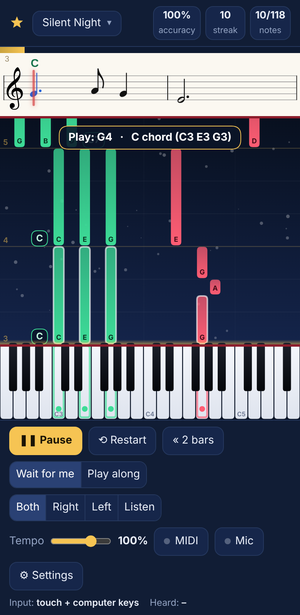 Silent Night ▾
100%
accuracy
10
streak
10/118
notes
3
C
G B D
Play: G4 · C chord (C3 E3 G3)
5
C C E G E
4
G
A
C C E G G
3
C4 C5
❚❚ Pause ⟲ Restart « 2 bars
Wait for me Play along
Both Right Left Listen
Tempo 100% MIDI Mic
⚙ Settings
Input: touch + computer keys Heard: –